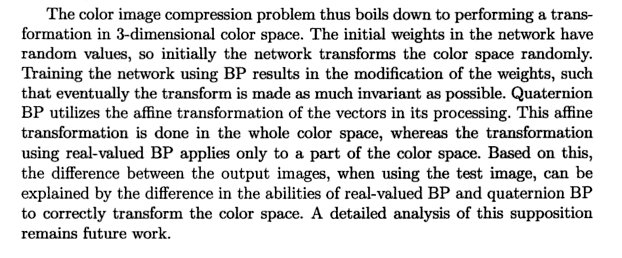 The color image compression problem thus boils down to performing a trans-
formation in 3-dimensional color space. The initial weights in the network have
random values, so initially the network transforms the color space randomly.
Training the network using BP results in the modification of the weights, such
that eventually the transform is made as much invariant as possible. Quaternion
BP utilizes the affine transformation of the vectors in its processing. This affine
transformation is done in the whole color space, whereas the transformation
using real-valued BP applies only to a part of the color space. Based on this,
the difference between the output images, when using the test image, can be
explained by the difference in the abilities of real-valued BP and quaternion BP
to correctly transform the color space. A detailed analysis of this supposition
remains future work.